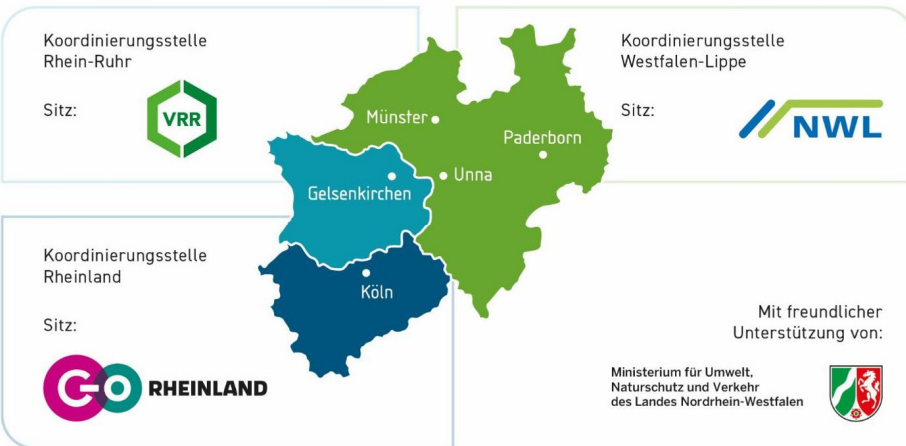 Koordinierungsstelle
Rhein-Ruhr
Sitz:
VRR
Koordinierungsstelle
Westfalen-Lippe
Sitz:
NWL
Münster
Paderborn
Unna
Gelsenkirchen
Köln
Koordinierungsstelle
Rheinland
Sitz:
GO RHEINLAND
Mit freundlicher
Unterstützung von:
Ministerium für Umwelt,
Naturschutz und Verkehr
des Landes Nordrhein-Westfalen